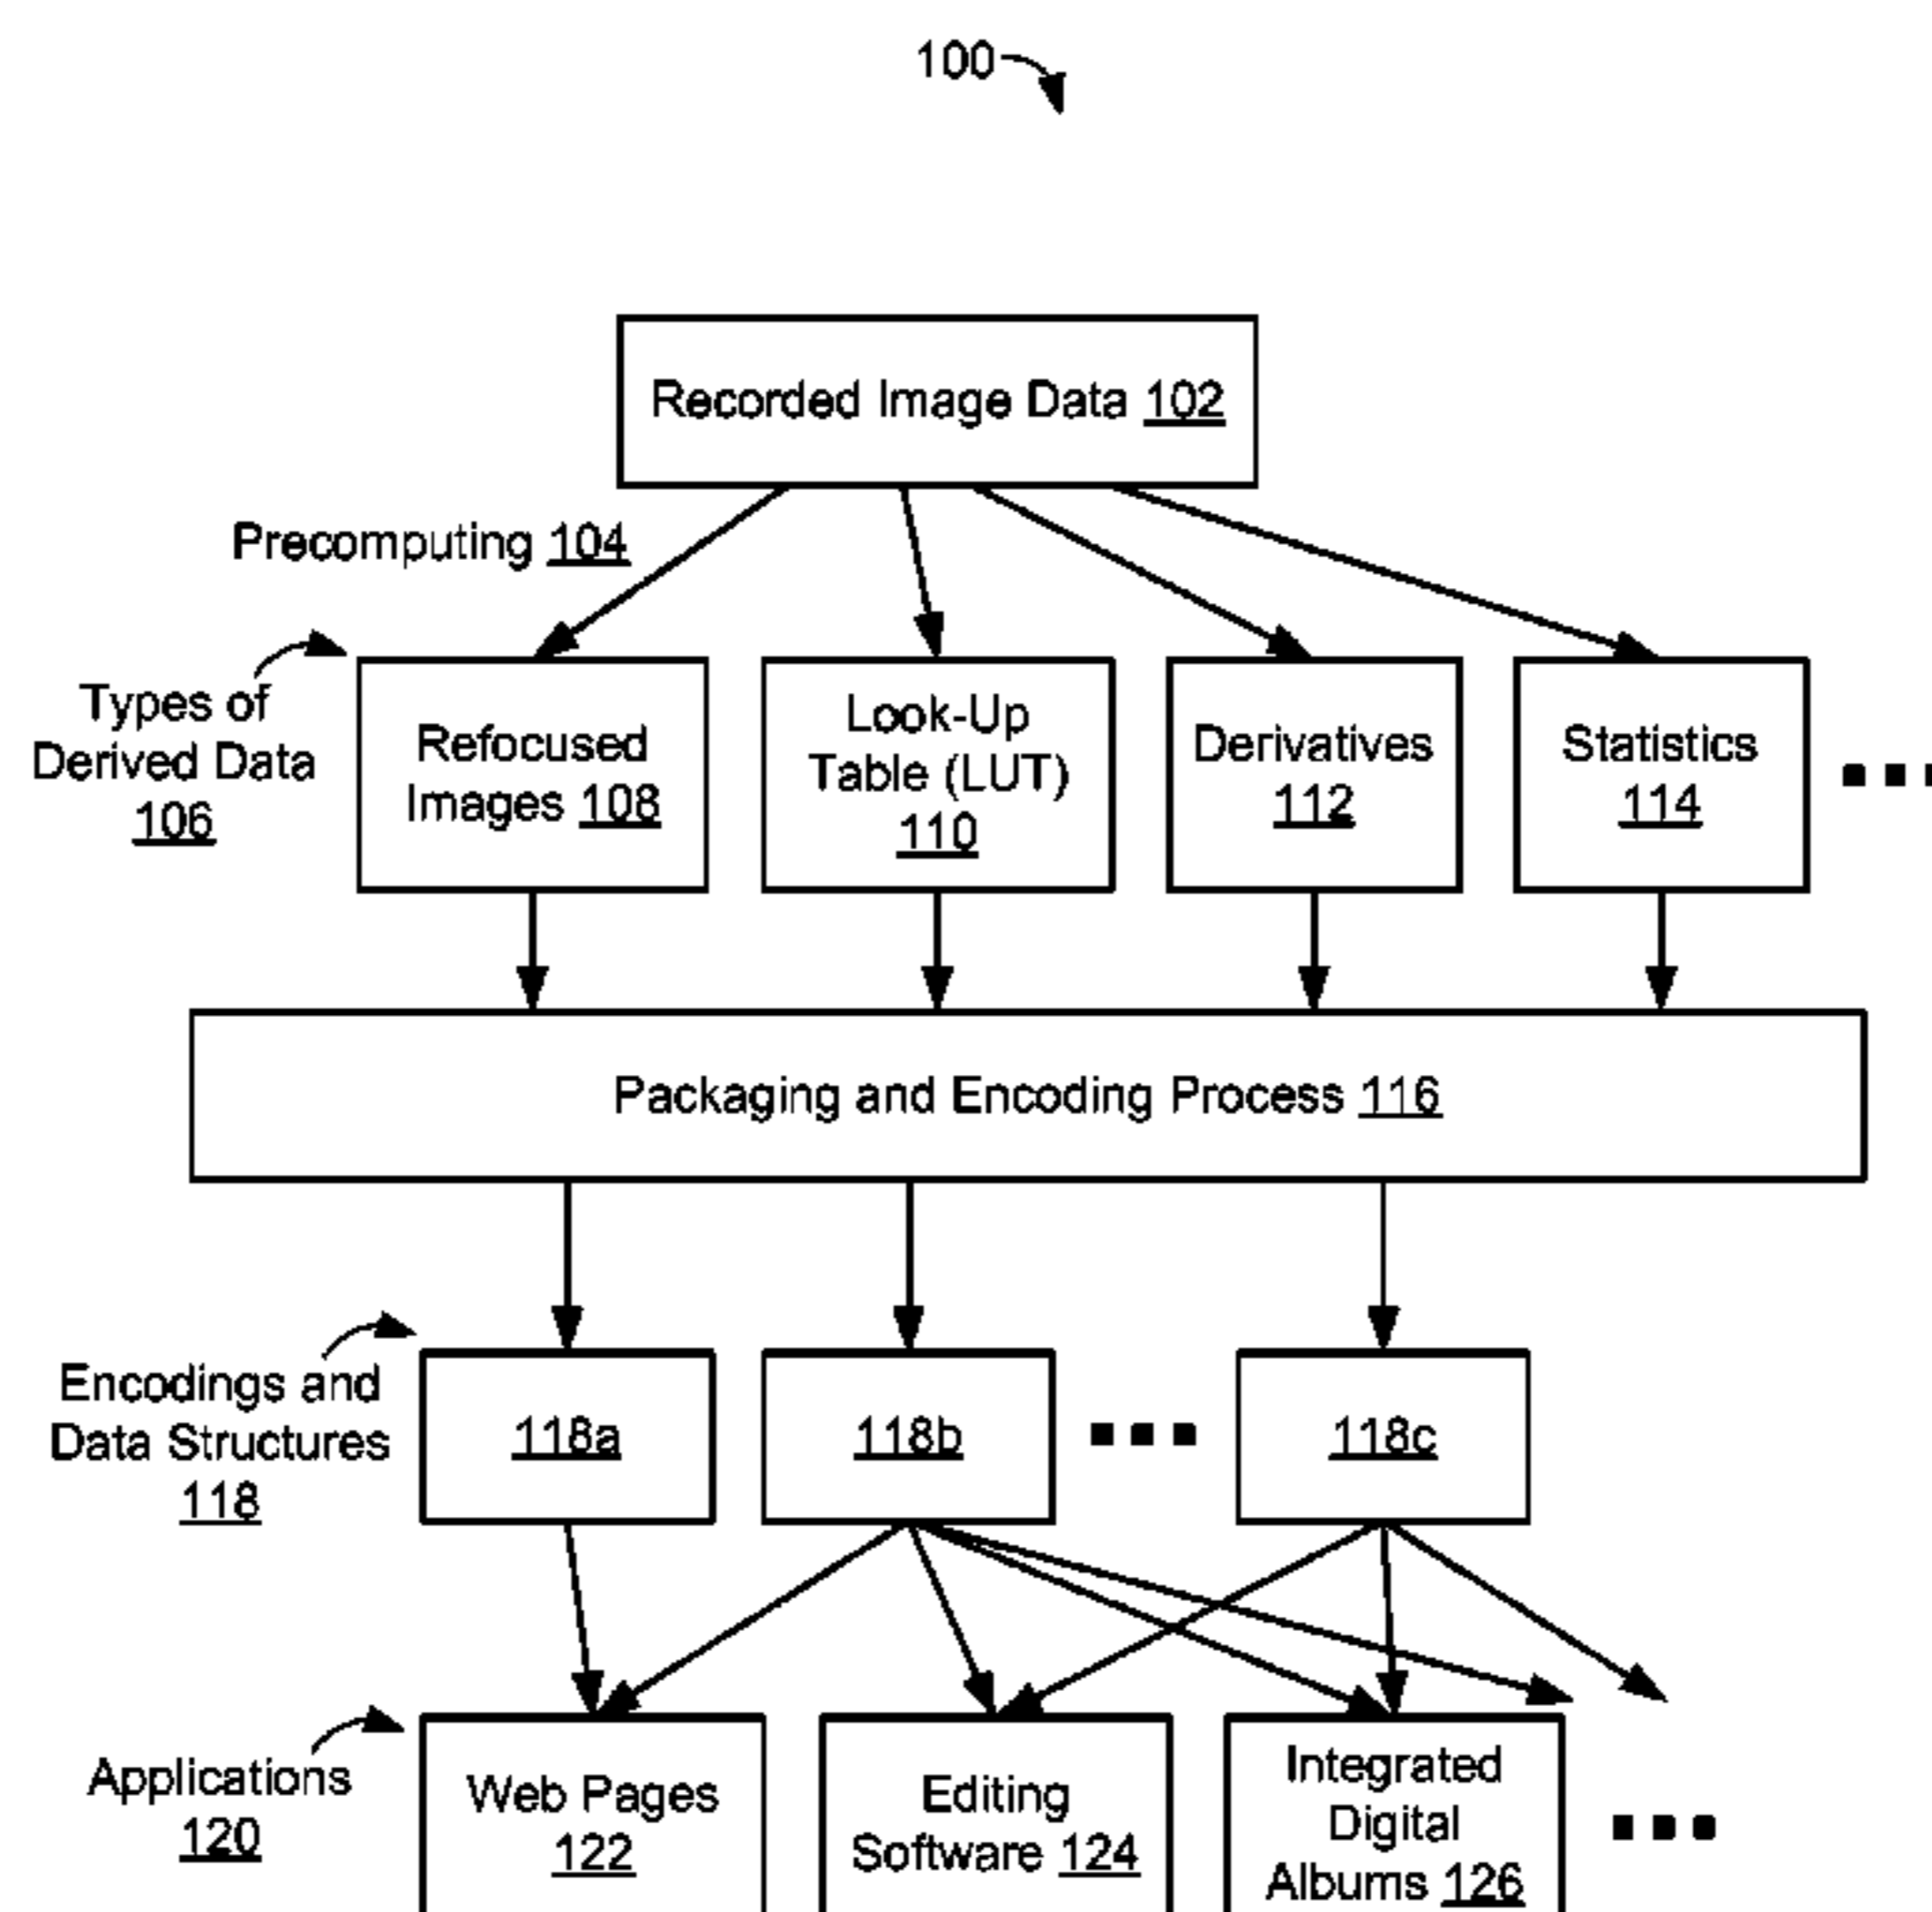 100
Recorded Image Data 102
Precomputing 104
Types of
Derived Data
106
Refocused
Images 108
Look-Up
Table (LUT)
110
Derivatives
112
Statistics
114
Packaging and Encoding Process 116
Encodings and
Data Structures
118
118a
118b
118c
Applications
120
Web Pages
122
Editing
Software 124
Integrated
Digital
Albums 126